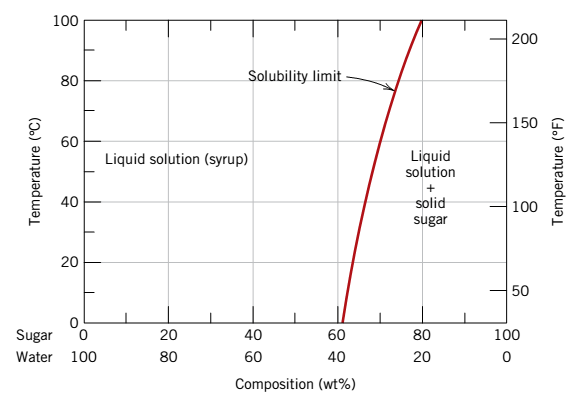 100
80
60
40
20
0
Temperature (°C)
Solubility limit
Liquid solution (syrup)
Liquid
solution
+
solid
sugar
200
150
100
50
Temperature (°F)
Sugar 0 20 40 60 80 100
Water 100 80 60 40 20 0
Composition (wt%)